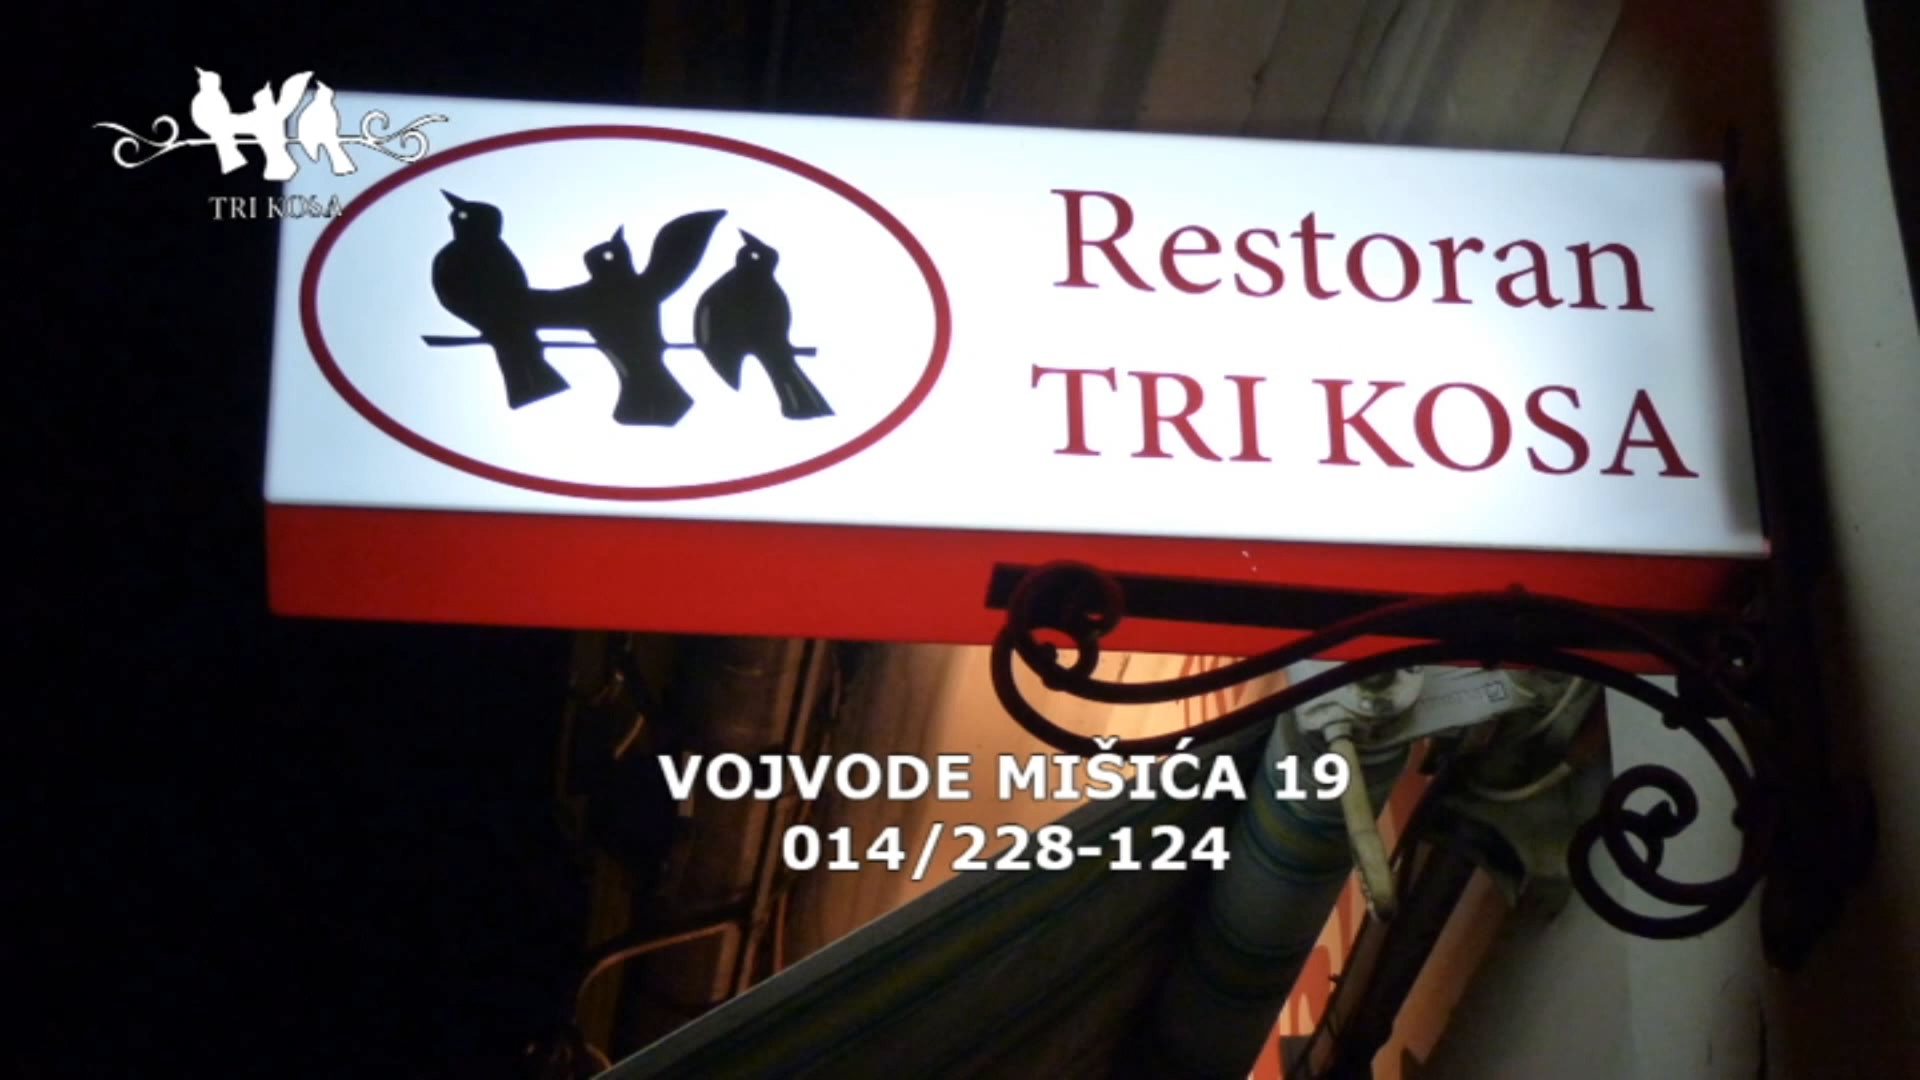 TRI KOSA
Restoran
TRI KOSA
VOJVODE MIŠIĆA 19
014/228-124